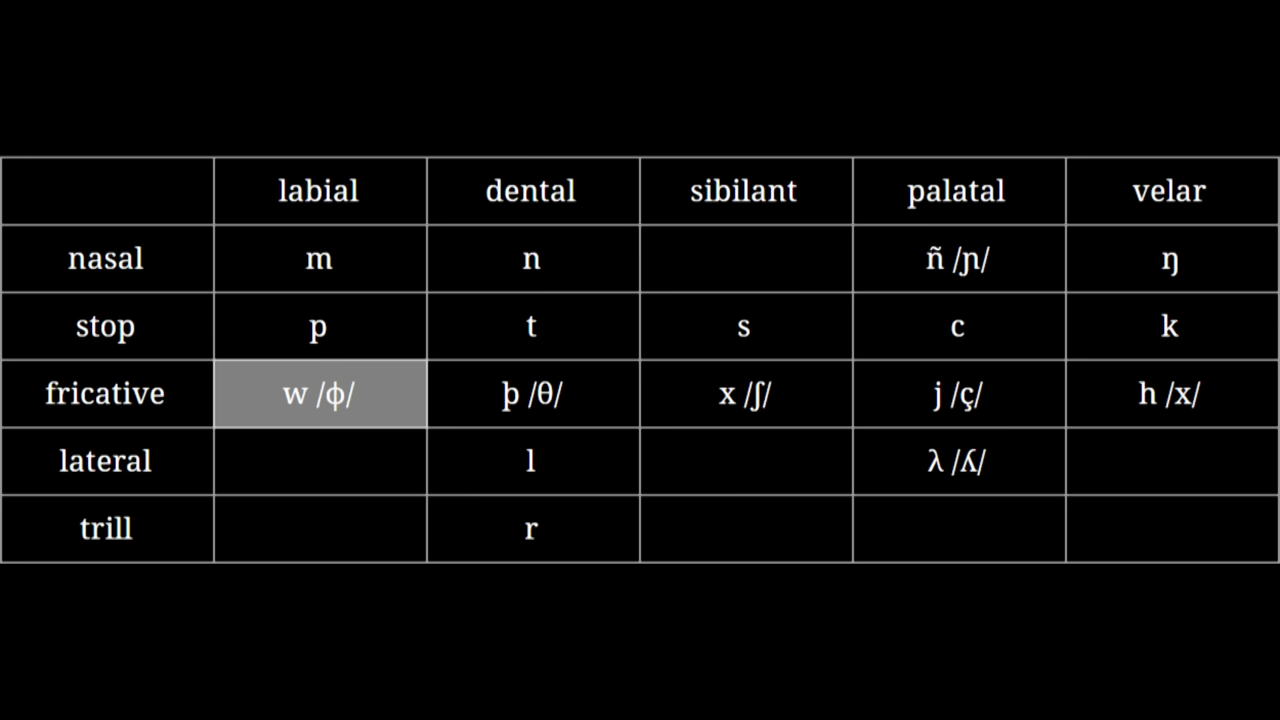 labial dental sibilant palatal velar
nasal m n ñ /ɲ/ ŋ
stop p t s c k
fricative w /ɸ/ þ /θ/ x /ʃ/ j /ç/ h /x/
lateral l λ /ʎ/
trill r